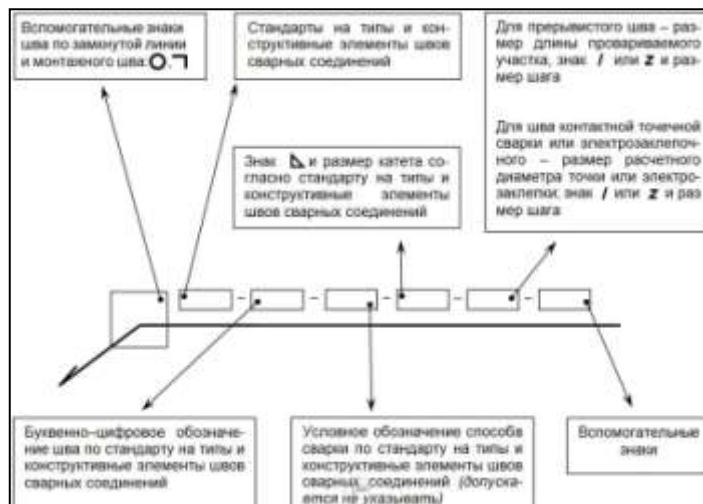 Вспомогательные знаки
шва по замкнутой линии
и монтажного шва:
Стандарты на типы и кон-
структивные элементы швов
сварных соединений
Для прерывистого шва – раз-
мер длины провариваемого
участка, знак / или Z и раз-
мер шага
Для шва контактной точечной
сварки или электрозаклепоч-
ного – размер расчетного
диаметра точки или электро-
заклепки; знак / или Z и раз
мер шага
Знак и размер катета со-
гласно стандарту на типы и
конструктивные элементы
швов сварных соединений
Буквенно–цифровое обозначе-
ние шва по стандарту на типы и
конструктивные элементы швов
сварных соединений
Условное обозначение способа
сварки по стандарту на типы и
конструктивные элементы швов
сварных соединений (допуска-
ется не указывать)
Вспомогательные
знаки